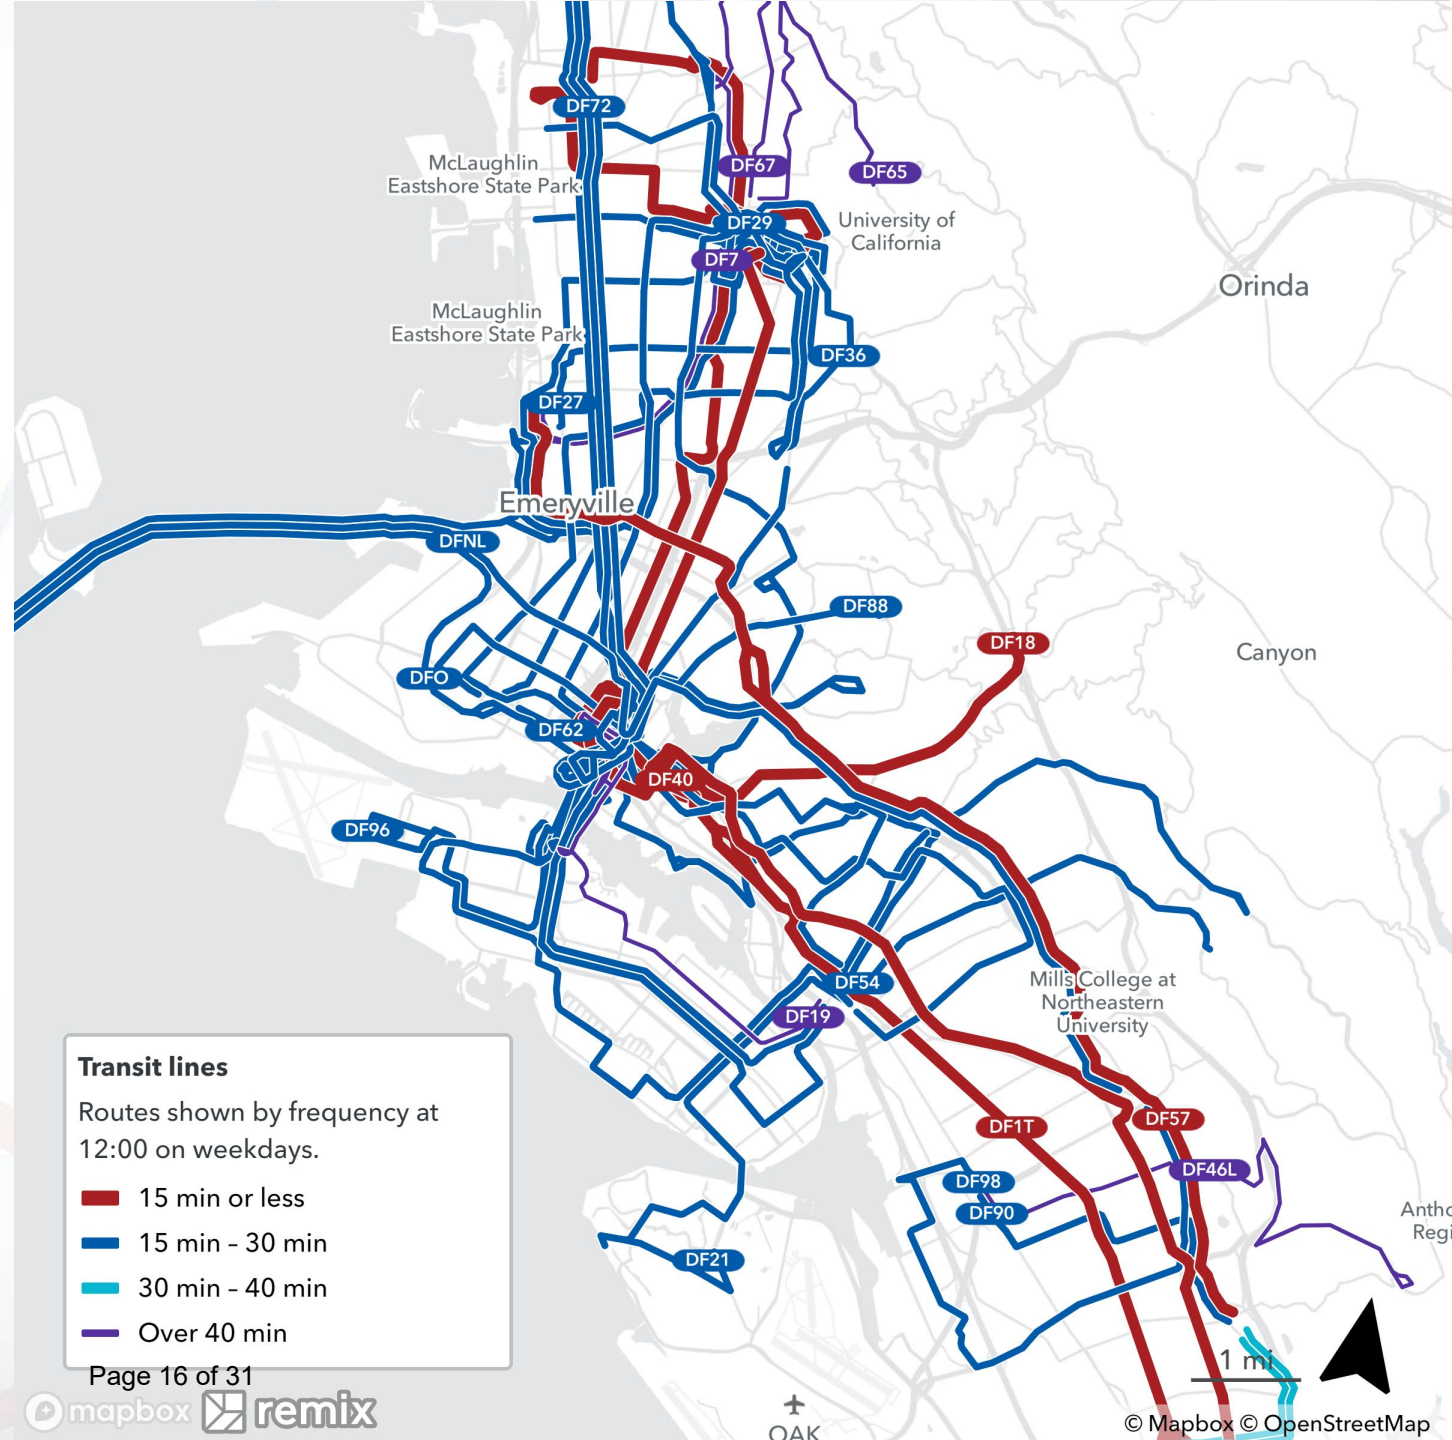 DF72
McLaughlin
Eastshore State Park
DF67
DF65
DF29
University of
California
DF7
Orinda
McLaughlin
Eastshore State Park
DF36
DF27
Emeryville
DFNL
DF88
DF18
Canyon
DFO
DF62
DF40
DF96
Mills College at
Northeastern
University
DF54
DF19
DF1T
DF57
DF46L
DF98
DF90
DF21
Antho
Regi
Transit lines
Routes shown by frequency at
12:00 on weekdays.
15 min or less
15 min – 30 min
30 min – 40 min
Over 40 min
Page 16 of 31
1 mi
mapbox remix
OAK
© Mapbox © OpenStreetMap